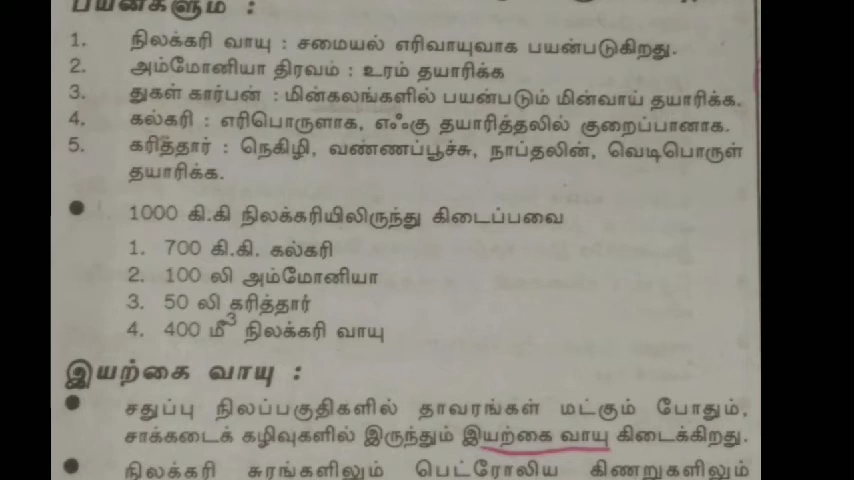 பயன்களும் :
1. நிலக்கரி வாயு : சமையல் எரிவாயுவாக பயன்படுகிறது.
2. அம்மோனியா திரவம் : உரம் தயாரிக்க
3. துகள் கார்பன் : மின்கலங்களில் பயன்படும் மின்வாய் தயாரிக்க.
4. கல்கரி : எரிபொருளாக, எஃகு தயாரித்தலில் குறைப்பானாக.
5. கரித்தார் : நெகிழி, வண்ணப்பூச்சு, நாப்தலின், வெடிபொருள்
தயாரிக்க.
● 1000 கி.கி நிலக்கரியிலிருந்து கிடைப்பவை
1. 700 கி.கி. கல்கரி
2. 100 லி அம்மோனியா
3. 50 லி கரித்தார்
4. 400 மீ3 நிலக்கரி வாயு
இயற்கை வாயு :
● சதுப்பு நிலப்பகுதிகளில் தாவரங்கள் மட்கும் போதும்,
சாக்கடைக் கழிவுகளில் இருந்தும் இயற்கை வாயு கிடைக்கிறது.
● நிலக்கரி சுரங்களிலும் பெட்ரோலிய கிணறுகளிலும்